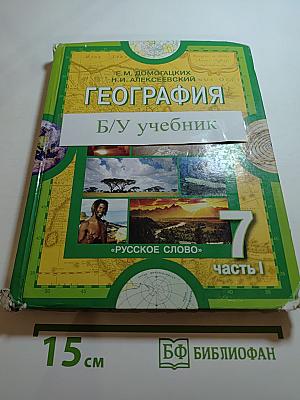 Е.М. ДОМОГАЦКИХ
Н.И. АЛЕКСЕЕВСКИЙ
ГЕОГРАФИЯ
Б/У учебник
«РУССКОЕ СЛОВО»
7
часть I
15 см
БФ БИБЛИОФАН